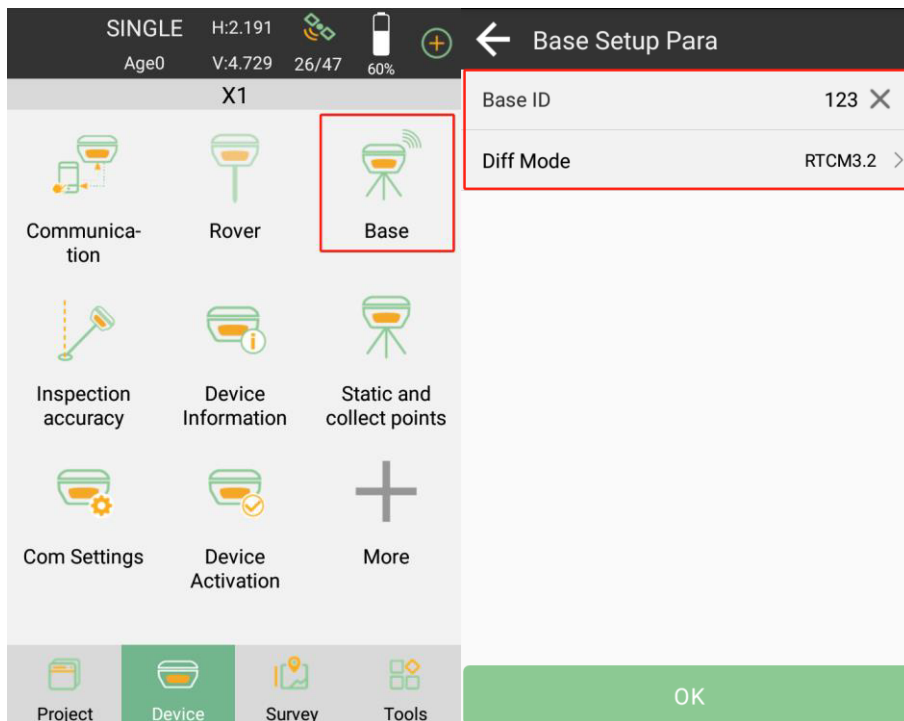 SINGLE H:2.191
Age0 V:4.729 26/47 60%
X1
Communica-
tion
Rover
Base
Inspection
accuracy
Device
Information
Static and
collect points
Com Settings
Device
Activation
More
Project Device Survey Tools
Base Setup Para
Base ID 123
Diff Mode RTCM3.2
OK